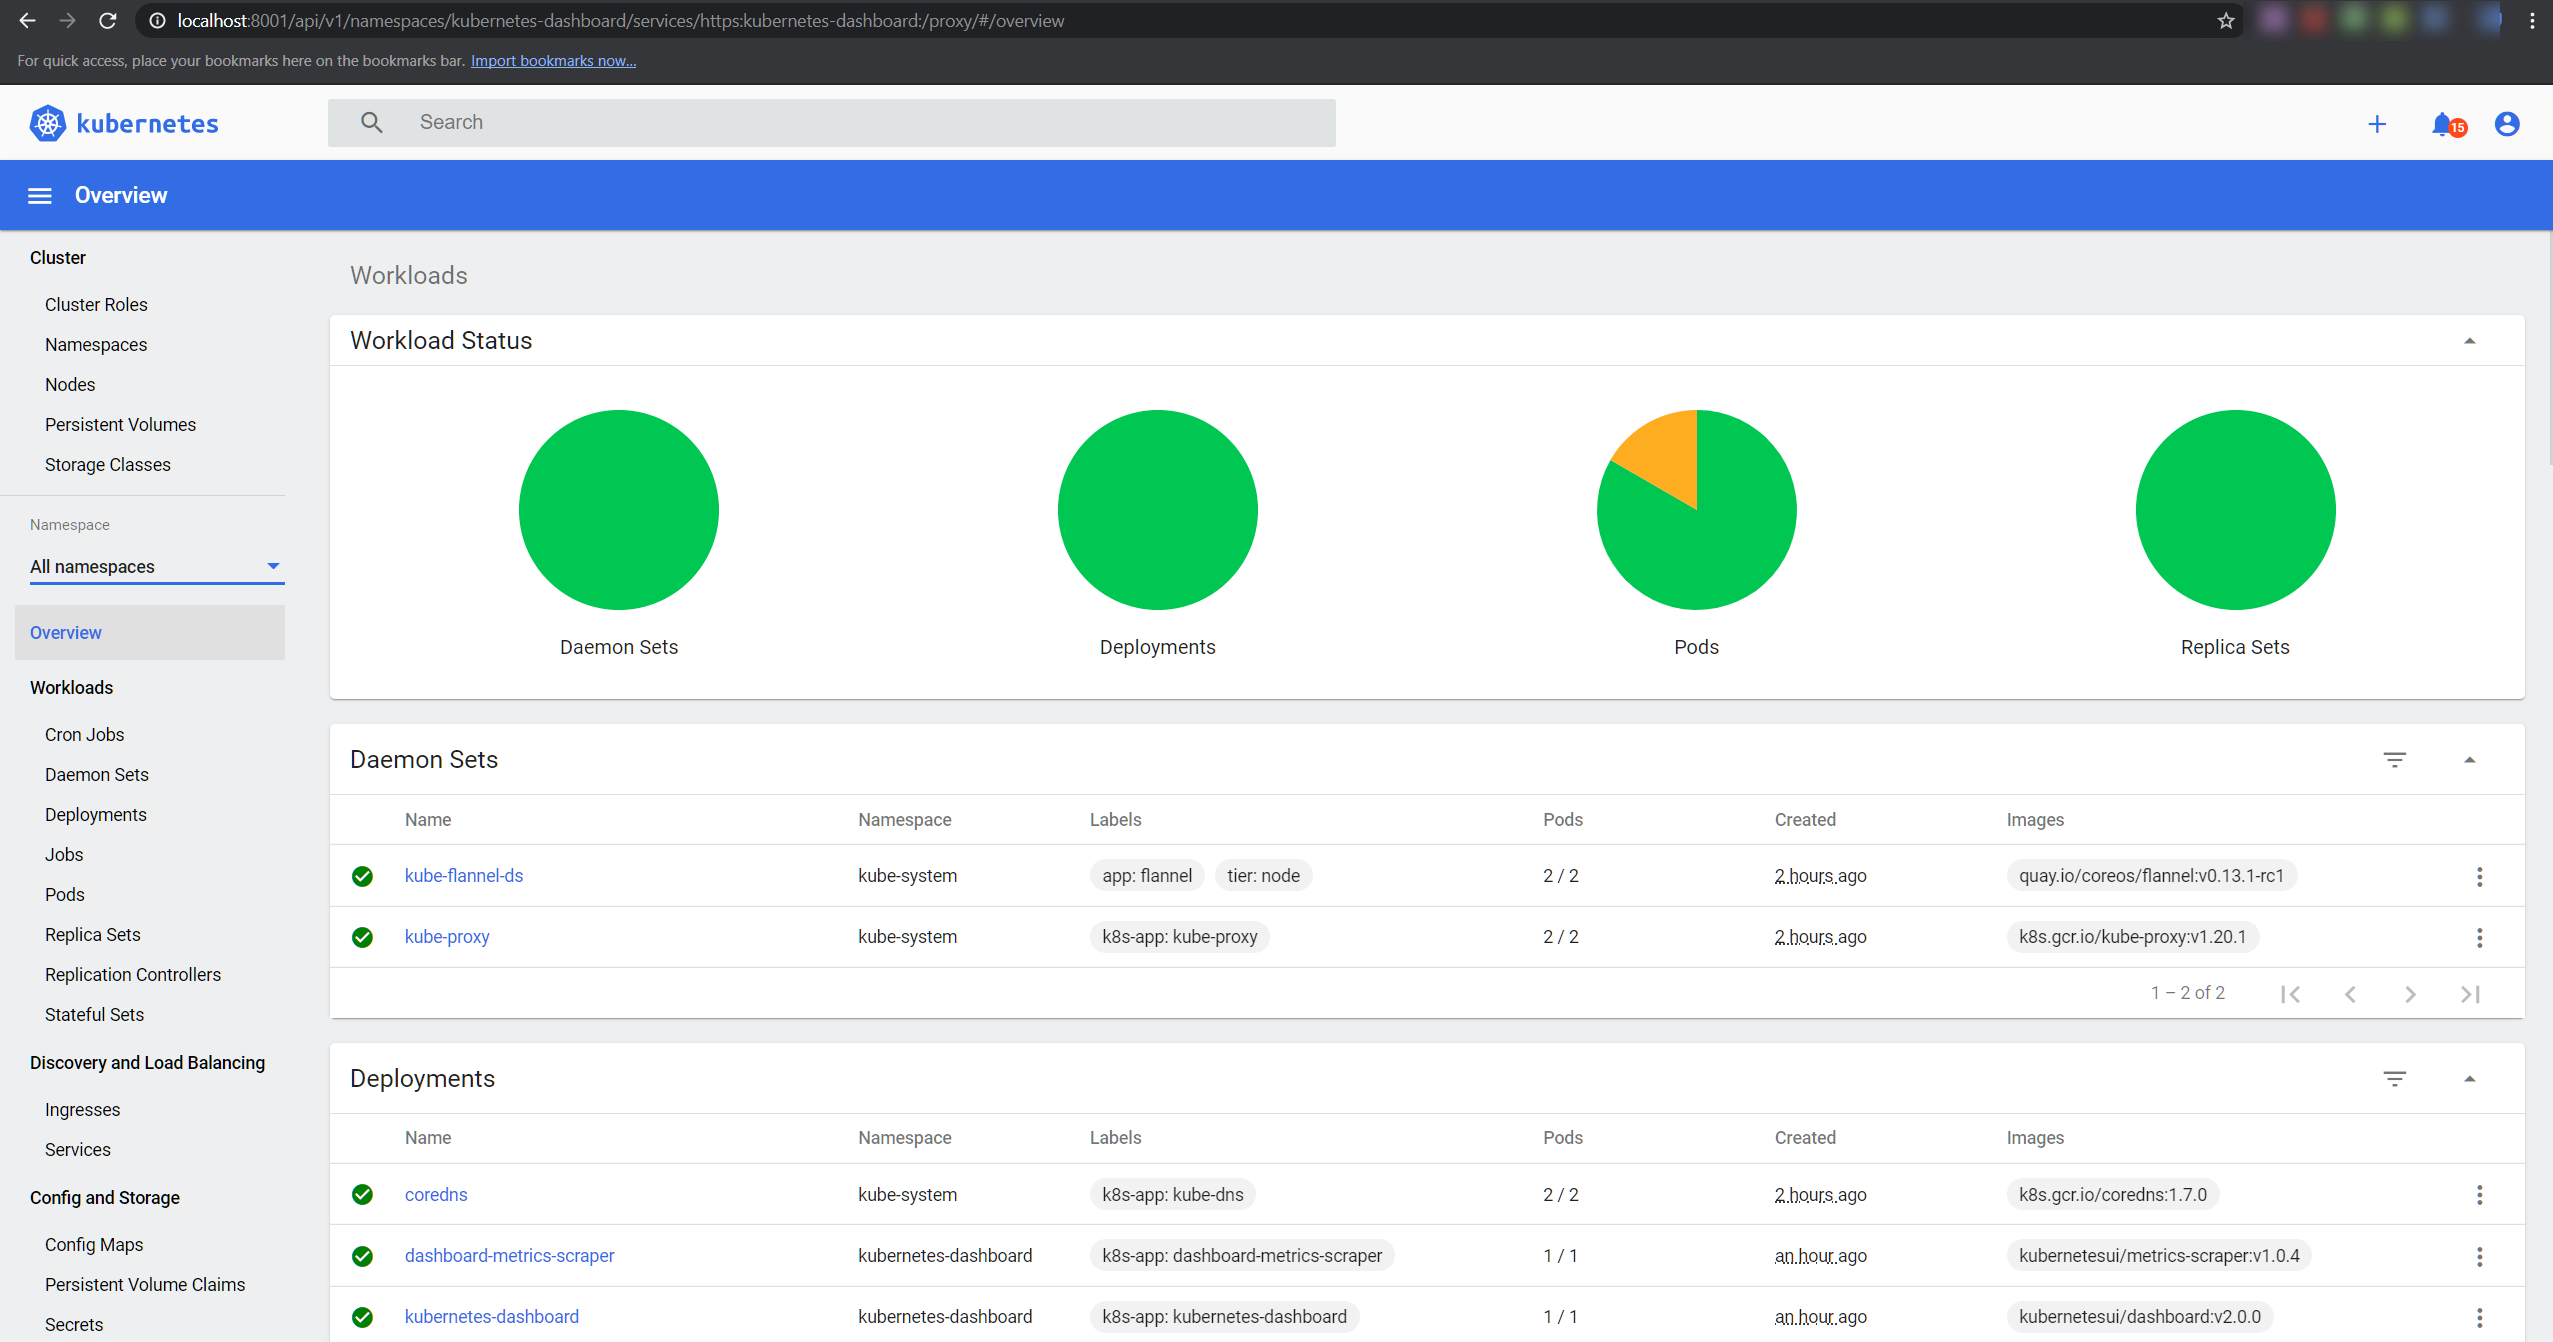 localhost:8001/api/v1/namespaces/kubernetes-dashboard/services/https:kubernetes-dashboard:/proxy/#/overview
For quick access, place your bookmarks here on the bookmarks bar. Import bookmarks now...
kubernetes
Search
15
Overview
Cluster
Cluster Roles
Namespaces
Nodes
Persistent Volumes
Storage Classes
Namespace
All namespaces
Overview
Workloads
Cron Jobs
Daemon Sets
Deployments
Jobs
Pods
Replica Sets
Replication Controllers
Stateful Sets
Discovery and Load Balancing
Ingresses
Services
Config and Storage
Config Maps
Persistent Volume Claims
Secrets
Workloads
Workload Status
Daemon Sets Deployments Pods Replica Sets
Daemon Sets
Name Namespace Labels Pods Created Images
kube-flannel-ds kube-system app: flannel tier: node 2 / 2 2 hours ago quay.io/coreos/flannel:v0.13.1-rc1
kube-proxy kube-system k8s-app: kube-proxy 2 / 2 2 hours ago k8s.gcr.io/kube-proxy:v1.20.1
1 – 2 of 2
Deployments
Name Namespace Labels Pods Created Images
coredns kube-system k8s-app: kube-dns 2 / 2 2 hours ago k8s.gcr.io/coredns:1.7.0
dashboard-metrics-scraper kubernetes-dashboard k8s-app: dashboard-metrics-scraper 1 / 1 an hour ago kubernetesui/metrics-scraper:v1.0.4
kubernetes-dashboard kubernetes-dashboard k8s-app: kubernetes-dashboard 1 / 1 an hour ago kubernetesui/dashboard:v2.0.0